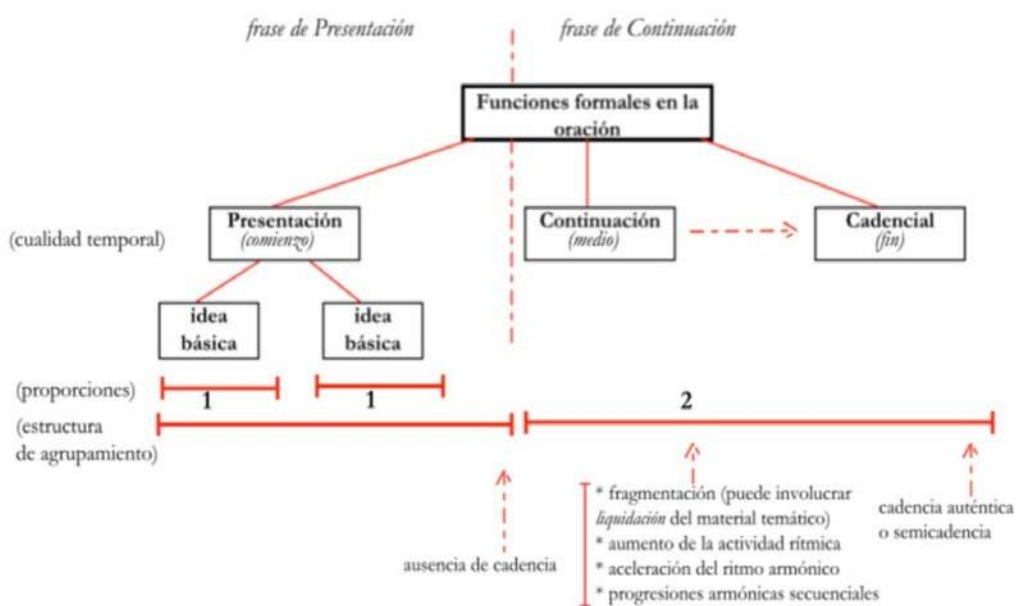 frase de Presentación
frase de Continuación
Funciones formales en la
oración
(cualidad temporal)
Presentación
(comienzo)
Continuación
(medio)
Cadencial
(fin)
idea
básica
idea
básica
(proporciones)
1
1
2
(estructura
de agrupamiento)
ausencia de cadencia
* fragmentación (puede involucrar
liquidación del material temático)
* aumento de la actividad rítmica
* aceleración del ritmo armónico
* progresiones armónicas secuenciales
cadencia auténtica
o semicadencia